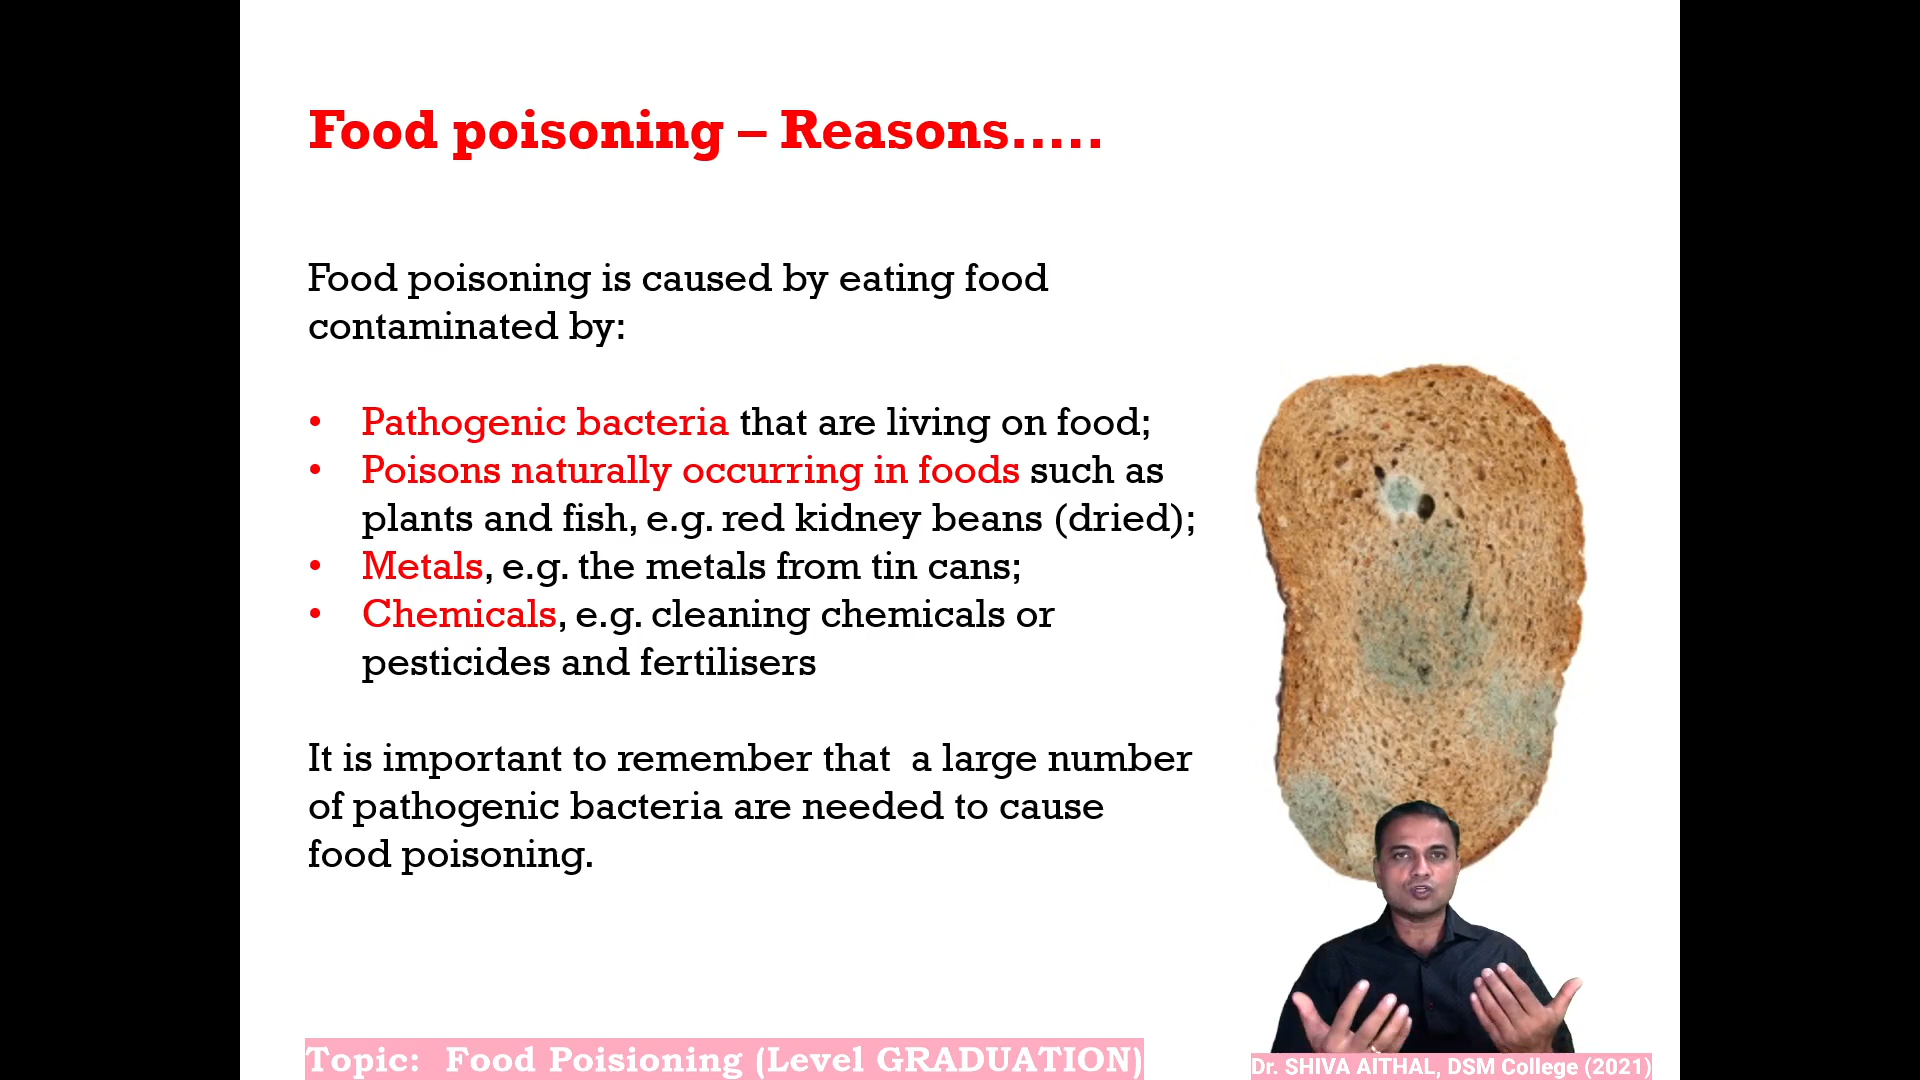 Food poisoning – Reasons.....
Food poisoning is caused by eating food
contaminated by:
• Pathogenic bacteria that are living on food;
• Poisons naturally occurring in foods such as
plants and fish, e.g. red kidney beans (dried);
• Metals, e.g. the metals from tin cans;
• Chemicals, e.g. cleaning chemicals or
pesticides and fertilisers
It is important to remember that  a large number
of pathogenic bacteria are needed to cause
food poisoning.
Topic:  Food Poisioning (Level GRADUATION)
Dr. SHIVA AITHAL, DSM College (2021)